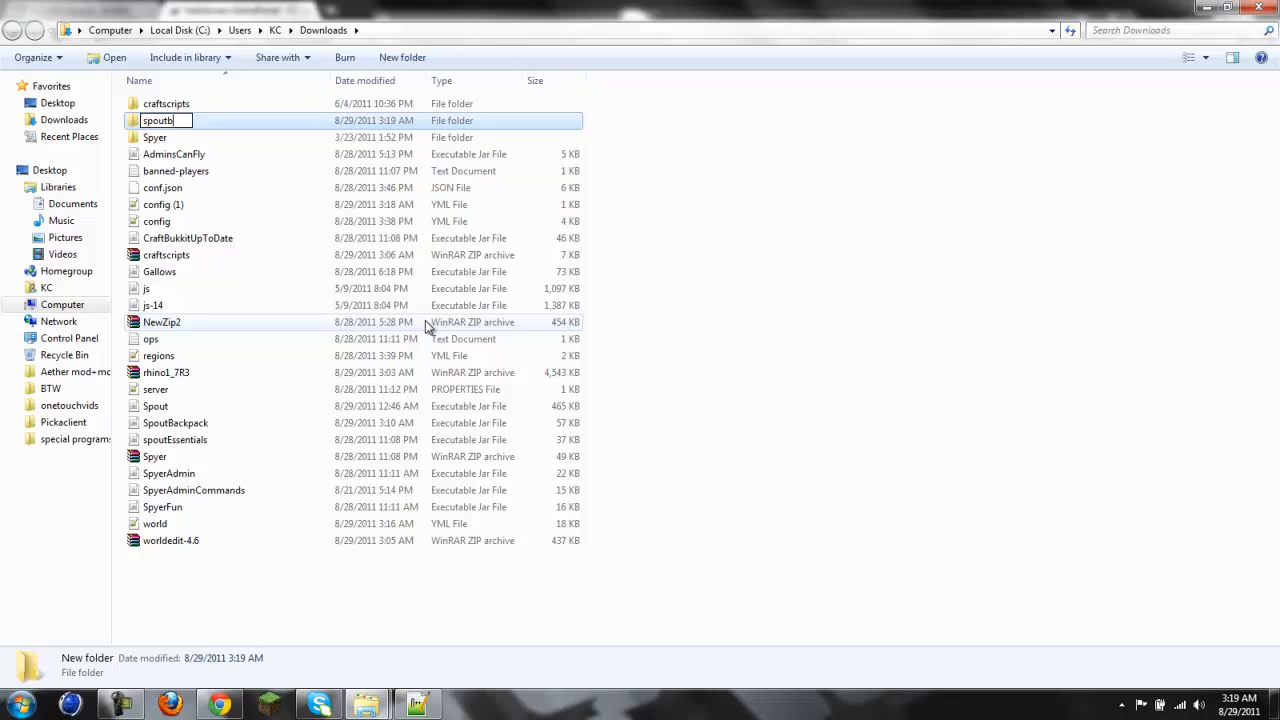 Computer Local Disk (C:) Users KC Downloads Search Downloads
Organize Open Include in library Share with Burn New folder
Name Date modified Type Size
Favorites
Desktop
Downloads
Recent Places
Desktop
Libraries
Documents
Music
Pictures
Videos
Homegroup
KC
Computer
Network
Control Panel
Recycle Bin
Aether mod+mc
BTW
onetouchvids
Pickaclient
special programs
craftscripts 6/4/2011 10:36 PM File folder
spoutb 8/29/2011 3:19 AM File folder
Spyer 3/23/2011 1:52 PM File folder
AdminsCanFly 8/28/2011 5:13 PM Executable Jar File 5 KB
banned-players 8/28/2011 11:07 PM Text Document 1 KB
conf.json 8/28/2011 3:46 PM JSON File 6 KB
config (1) 8/29/2011 3:18 AM YML File 1 KB
config 8/28/2011 3:38 PM YML File 4 KB
CraftBukkitUpToDate 8/28/2011 11:08 PM Executable Jar File 46 KB
craftscripts 8/29/2011 3:06 AM WinRAR ZIP archive 7 KB
Gallows 8/28/2011 6:18 PM Executable Jar File 73 KB
js 5/9/2011 8:04 PM Executable Jar File 1,097 KB
js-14 5/9/2011 8:04 PM Executable Jar File 1,387 KB
NewZip2 8/28/2011 5:28 PM WinRAR ZIP archive 454 KB
ops 8/28/2011 11:11 PM Text Document 1 KB
regions 8/28/2011 3:39 PM YML File 2 KB
rhino1_7R3 8/29/2011 3:03 AM WinRAR ZIP archive 4,543 KB
server 8/28/2011 11:12 PM PROPERTIES File 1 KB
Spout 8/29/2011 12:46 AM Executable Jar File 465 KB
SpoutBackpack 8/29/2011 3:10 AM Executable Jar File 57 KB
spoutEssentials 8/28/2011 11:08 PM Executable Jar File 37 KB
Spyer 8/28/2011 11:08 PM WinRAR ZIP archive 49 KB
SpyerAdmin 8/28/2011 11:11 AM Executable Jar File 22 KB
SpyerAdminCommands 8/21/2011 5:14 PM Executable Jar File 15 KB
SpyerFun 8/28/2011 11:11 AM Executable Jar File 16 KB
world 8/29/2011 3:16 AM YML File 18 KB
worldedit-4.6 8/29/2011 3:05 AM WinRAR ZIP archive 437 KB
New folder Date modified: 8/29/2011 3:19 AM
File folder
3:19 AM
8/29/2011